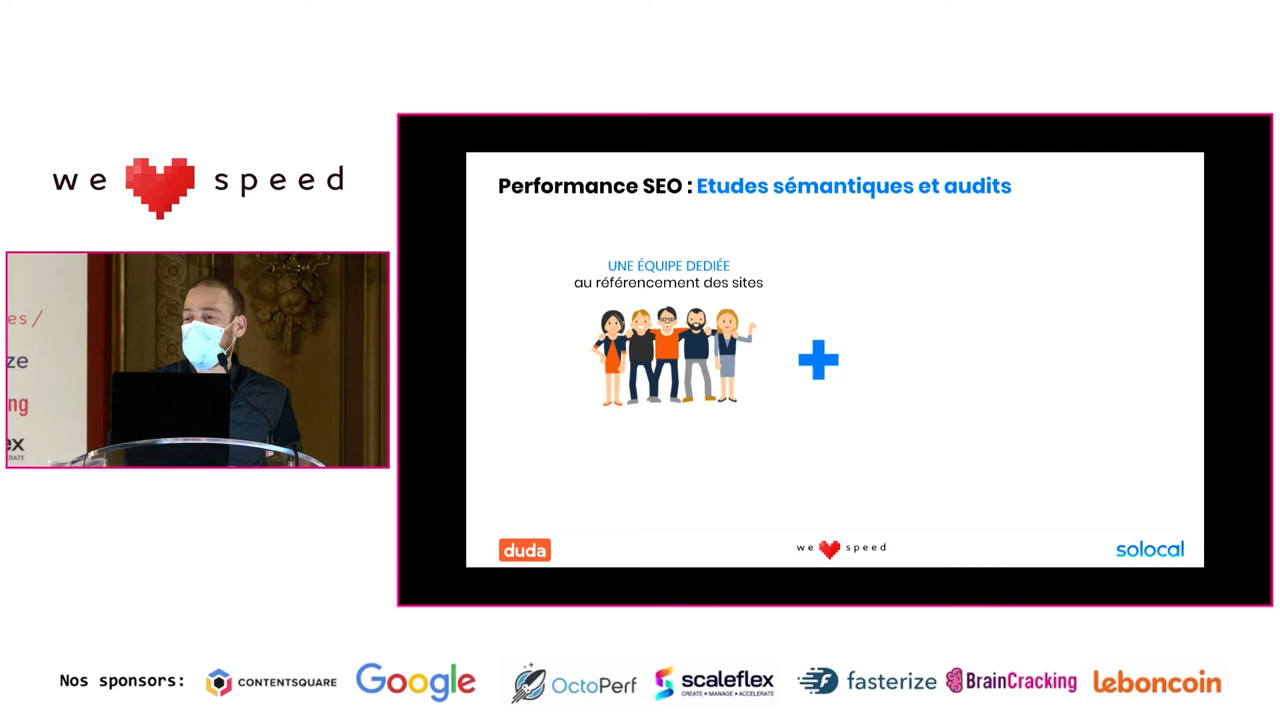 we speed
es/
ze
ng
ex
RATE
Performance SEO : Etudes sémantiques et audits
UNE ÉQUIPE DEDIÉE
au référencement des sites
duda
we speed
solocal
Nos sponsors:
CONTENTSQUARE
Google
OctoPerf
scaleflex
CREATE • MANAGE • ACCELERATE
fasterize
BrainCracking
leboncoin